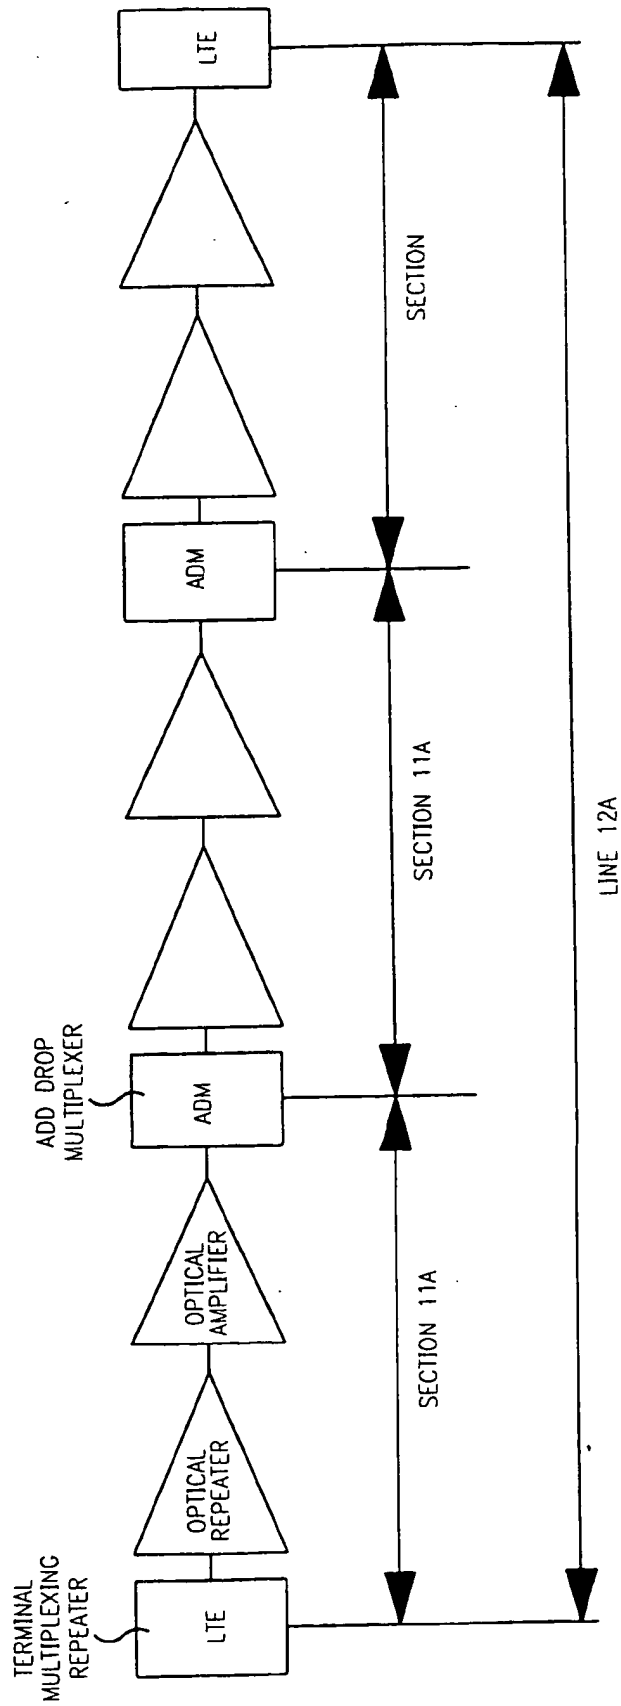 TERMINAL
MULTIPLEXING
REPEATER
ADD DROP
MULTIPLEXER
LTE
OPTICAL
REPEATER
OPTICAL
AMPLIFIER
ADM
ADM
LTE
SECTION 11A
SECTION 11A
SECTION
LINE 12A